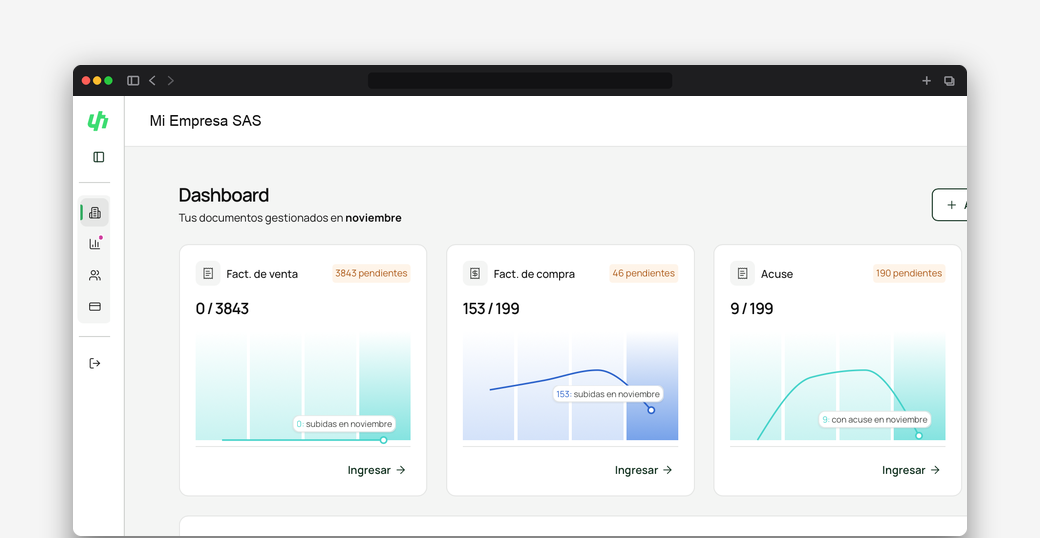 Mi Empresa SAS
Dashboard
Tus documentos gestionados en noviembre
Fact. de venta
3843 pendientes
0 / 3843
0: subidas en noviembre
Ingresar
Fact. de compra
46 pendientes
153 / 199
153: subidas en noviembre
Ingresar
Acuse
190 pendientes
9 / 199
9: con acuse en noviembre
Ingresar